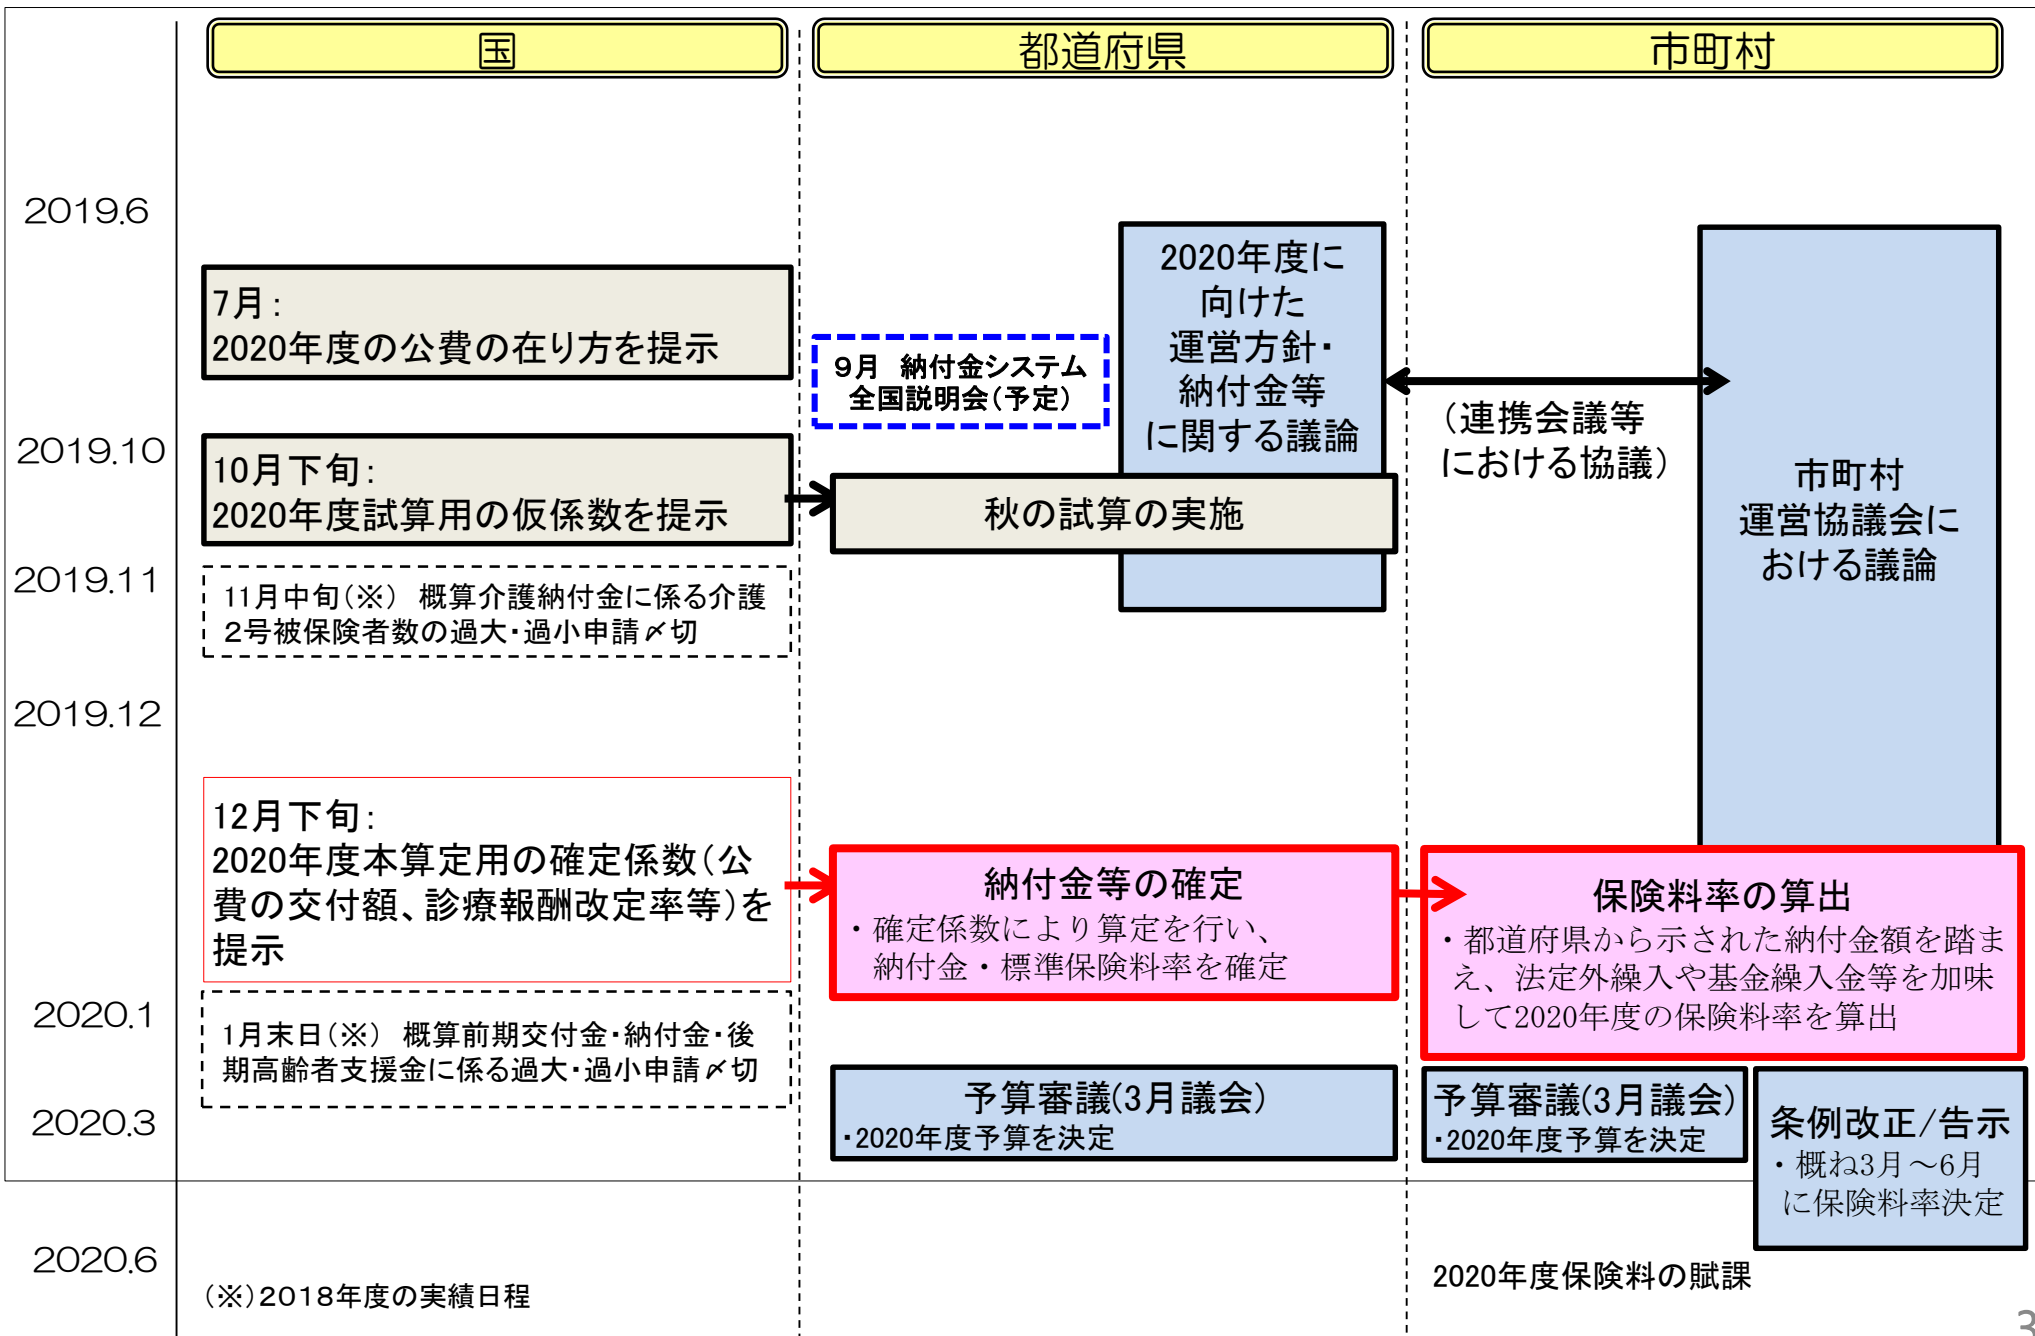 国
都道府県
市町村
2019.6
2019.10
2019.11
2019.12
2020.1
2020.3
2020.6
7月：
2020年度の公費の在り方を提示
10月下旬：
2020年度試算用の仮係数を提示
11月中旬（※）　概算介護納付金に係る介護
２号被保険者数の過大・過小申請〆切
12月下旬：
2020年度本算定用の確定係数（公
費の交付額、診療報酬改定率等）を
提示
1月末日（※）　概算前期交付金・納付金・後
期高齢者支援金に係る過大・過小申請〆切
（※）２０１８年度の実績日程
９月　納付金システム
全国説明会（予定）
2020年度に
向けた
運営方針・
納付金等
に関する議論
秋の試算の実施
納付金等の確定
・確定係数により算定を行い、
納付金・標準保険料率を確定
予算審議(3月議会)
・2020年度予算を決定
（連携会議等
における協議）
市町村
運営協議会に
おける議論
保険料率の算出
・都道府県から示された納付金額を踏ま
え、法定外繰入や基金繰入金等を加味
して2020年度の保険料率を算出
予算審議(3月議会)
・2020年度予算を決定
条例改正/告示
・概ね3月～6月
に保険料率決定
2020年度保険料の賦課
3